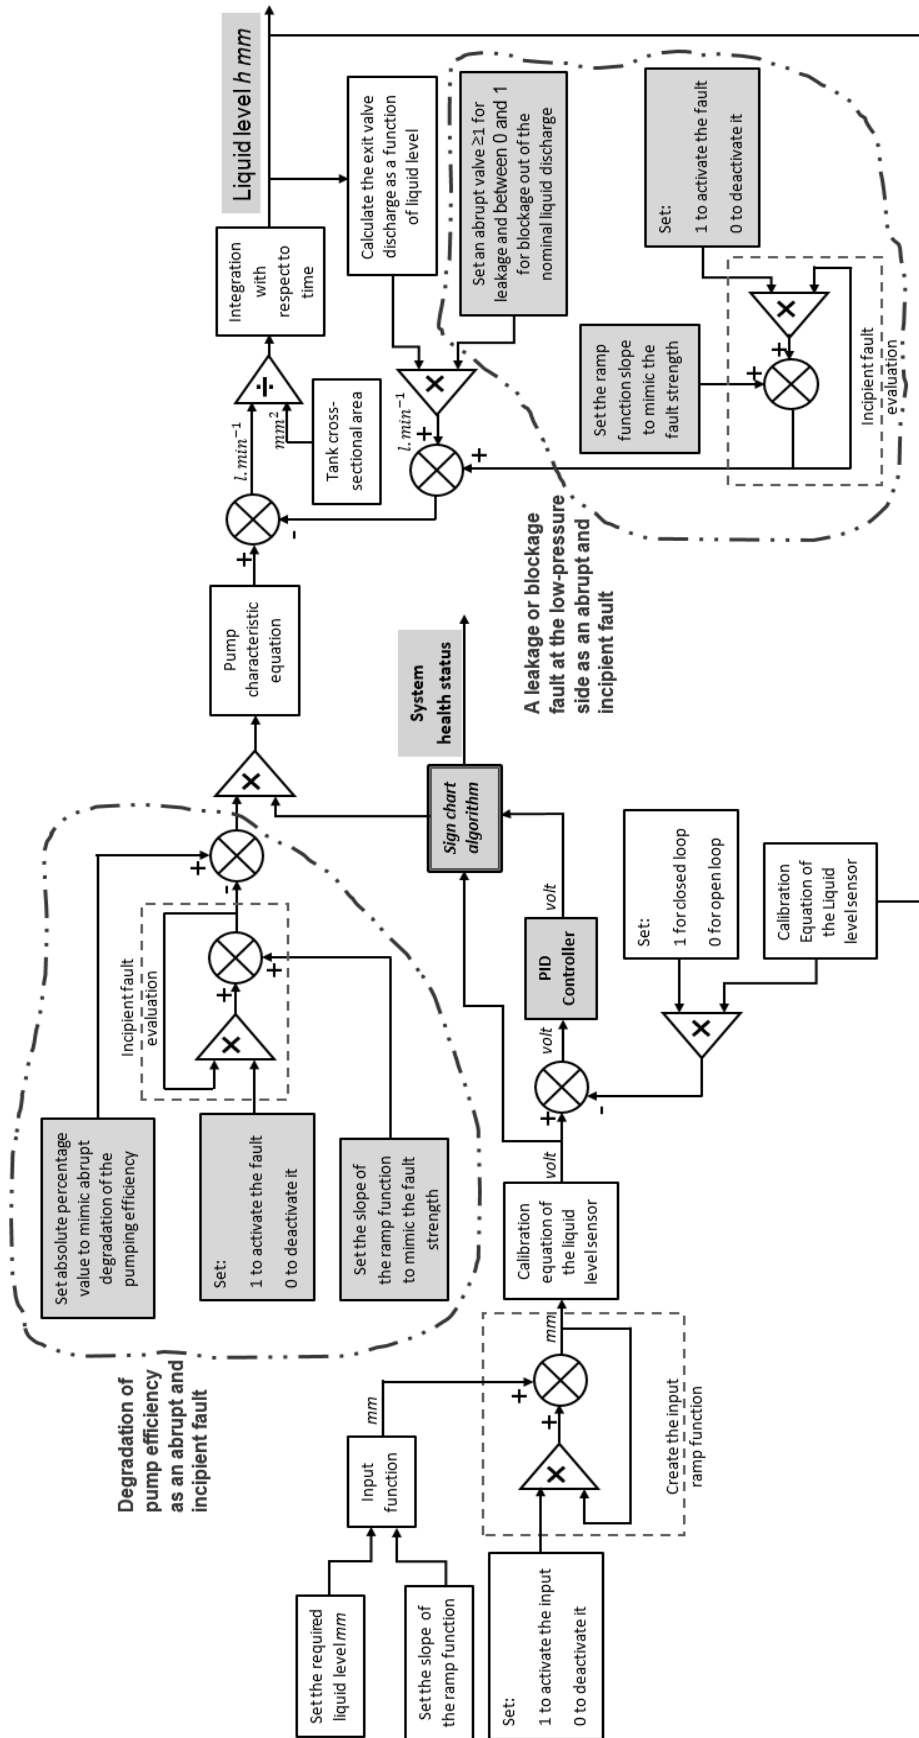 Set the required
liquid level mm
Set the slope of
the ramp function
Set:
1 to activate the input
0 to deactivate it
Input
function
mm
+
+
×
mm
Create the input
ramp function
Calibration
equation of
the liquid
level sensor
volt
+
-
volt
PID
Controller
volt
Sign chart
algorithm
System
health status
Set:
1 for closed loop
0 for open loop
Calibration
Equation of
the Liquid
level sensor
×
Degradation of
pump efficiency
as an abrupt and
incipient fault
Set absolute percentage
value to mimic abrupt
degradation of the
pumping efficiency
Set:
1 to activate the fault
0 to deactivate it
Set the slope of
the ramp function
to mimic the fault
strength
Incipient fault
evaluation
×
+
+
-
+
×
Pump
characteristic
equation
+
-
l.min⁻¹
mm²
÷
Tank cross-
sectional area
Integration
with
respect to
time
Liquid level h mm
Calculate the exit valve
discharge as a function
of liquid level
Set an abrupt valve ≥1 for
leakage and between 0 and 1
for blockage out of the
nominal liquid discharge
×
l.min⁻¹
+
+
Set the ramp
function slope
to mimic the
fault strength
Set:
1 to activate the fault
0 to deactivate it
×
+
+
Incipient fault
evaluation
A leakage or blockage
fault at the low-pressure
side as an abrupt and
incipient fault